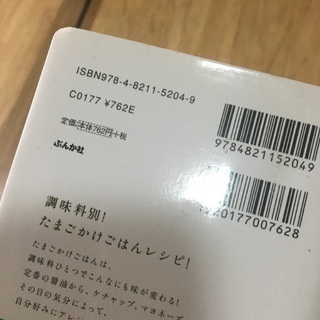 ISBN978-4-8211-5204-9
C0177 ¥762E
定価:本体762円+税
ぶんか社
9784821152049
1920177007628
調味料別!
たまごかけごはんレシピ!
たまごかけごはんは、
調味料ひとつでこんなにも味が変わる!
定番の醤油から、ケチャップ、マヨネーズ
その日の気分によって、
自分好みにアレ